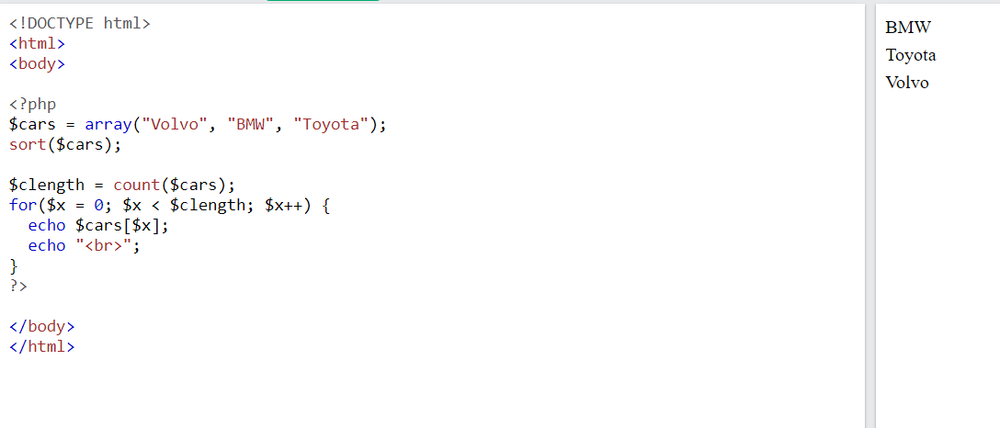 <!DOCTYPE html>
<html>
<body>

<?php
$cars = array("Volvo", "BMW", "Toyota");
sort($cars);

$clength = count($cars);
for($x = 0; $x < $clength; $x++) {
  echo $cars[$x];
  echo "<br>";
}
?>

</body>
</html>
BMW
Toyota
Volvo